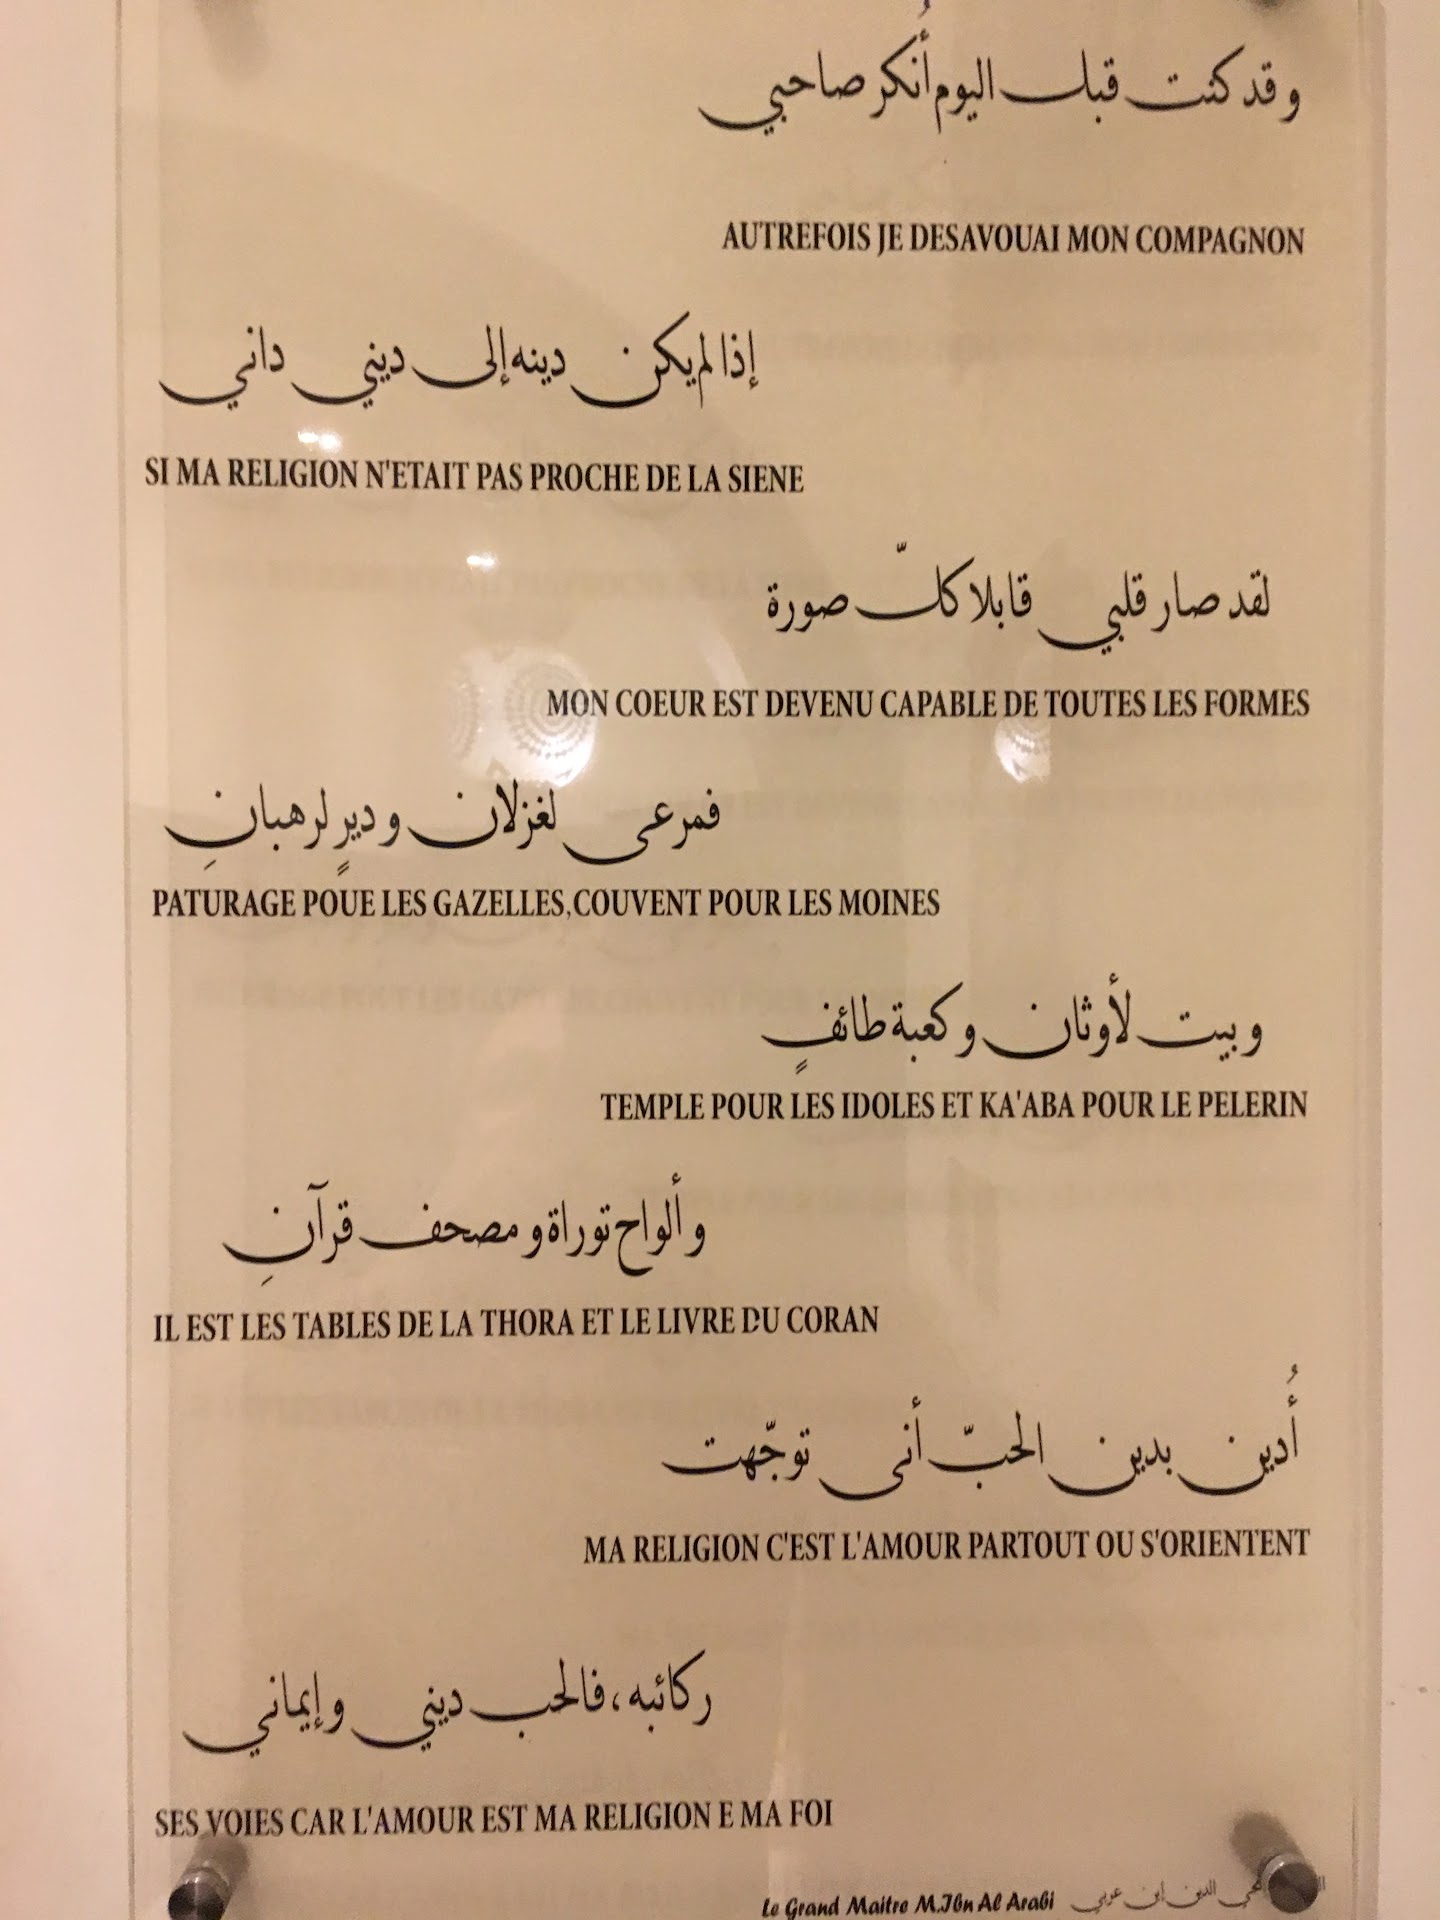 وقد كنت قبل اليوم أُنكر صاحبي
AUTREFOIS JE DESAVOUAI MON COMPAGNON
إذا لم يكن دينه إلى ديني داني
SI MA RELIGION N'ETAIT PAS PROCHE DE LA SIENE
لقد صار قلبي قابلا كلّ صورة
MON COEUR EST DEVENU CAPABLE DE TOUTES LES FORMES
فمرعى لغزلان وديرٍ لرهبانِ
PATURAGE POUE LES GAZELLES,COUVENT POUR LES MOINES
وبيت لأوثان وكعبة طائفٍ
TEMPLE POUR LES IDOLES ET KA'ABA POUR LE PELERIN
وألواح توراة ومصحف قرآنِ
IL EST LES TABLES DE LA THORA ET LE LIVRE DU CORAN
أُدين بدين الحبّ أنى توجّهت
MA RELIGION C'EST L'AMOUR PARTOUT OU S'ORIENTENT
ركائبه، فالحب ديني وإيماني
SES VOIES CAR L'AMOUR EST MA RELIGION E MA FOI
Le Grand Maitre M.Ibn Al Arabi الدين إبن عربي